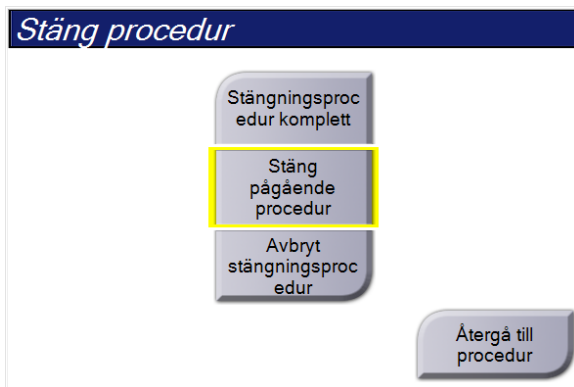 Stäng procedur
Stängningsproc
edur komplett
Stäng
pågående
procedur
Avbryt
stängningsproc
edur
Återgå till
procedur